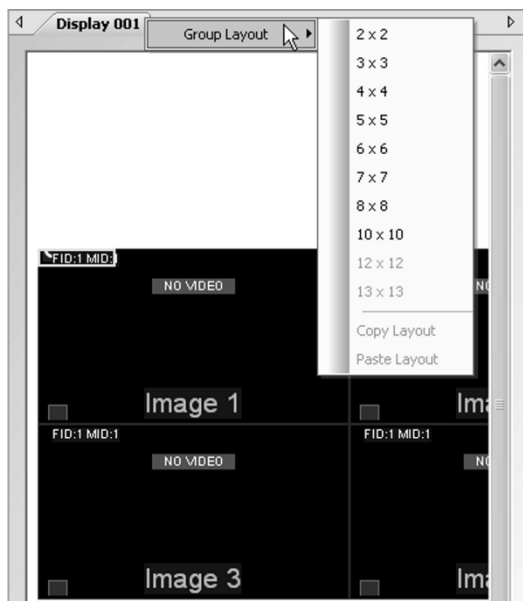 Display 001
Group Layout
2 x 2
3 x 3
4 x 4
5 x 5
6 x 6
7 x 7
8 x 8
10 x 10
12 x 12
13 x 13
Copy Layout
Paste Layout
FID:1 MID:
NO VIDEO
Image 1
FID:1 MID:1
NO VIDEO
Image 3
FID:1 MID:1